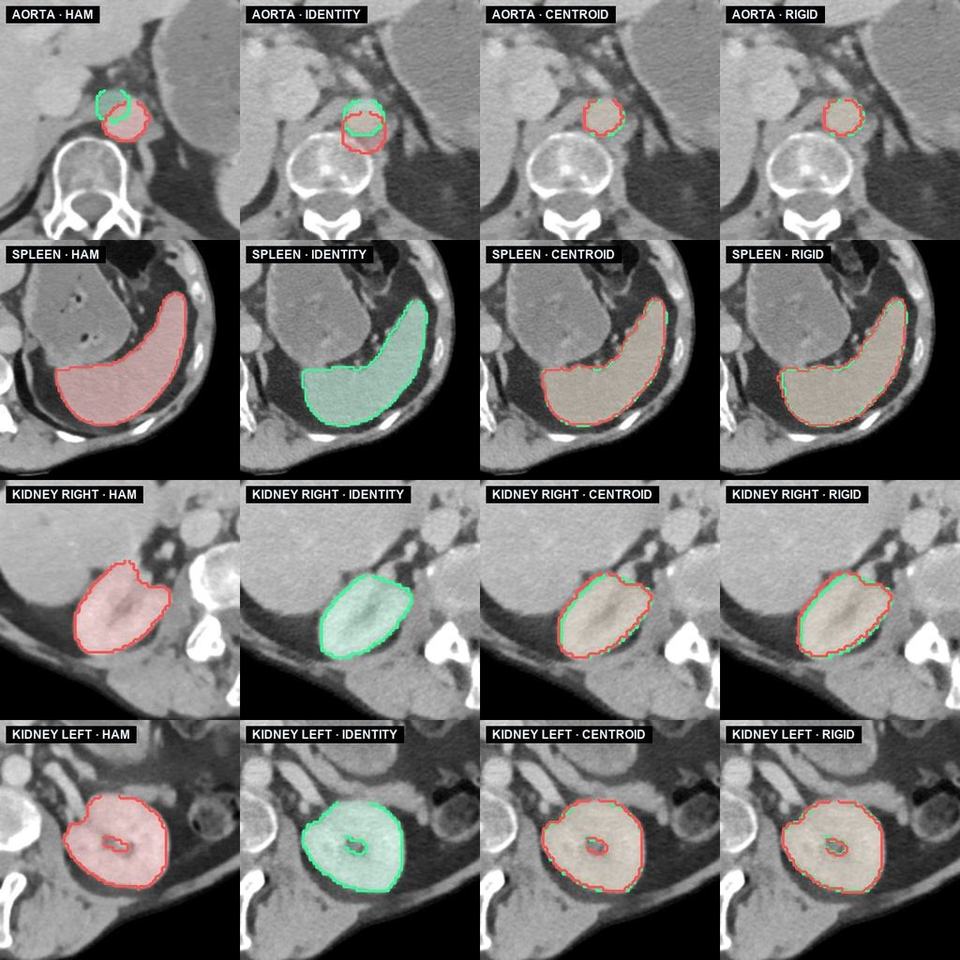 AORTA · HAM
AORTA · IDENTITY
AORTA · CENTROID
AORTA · RIGID
SPLEEN · HAM
SPLEEN · IDENTITY
SPLEEN · CENTROID
SPLEEN · RIGID
KIDNEY RIGHT · HAM
KIDNEY RIGHT · IDENTITY
KIDNEY RIGHT · CENTROID
KIDNEY RIGHT · RIGID
KIDNEY LEFT · HAM
KIDNEY LEFT · IDENTITY
KIDNEY LEFT · CENTROID
KIDNEY LEFT · RIGID